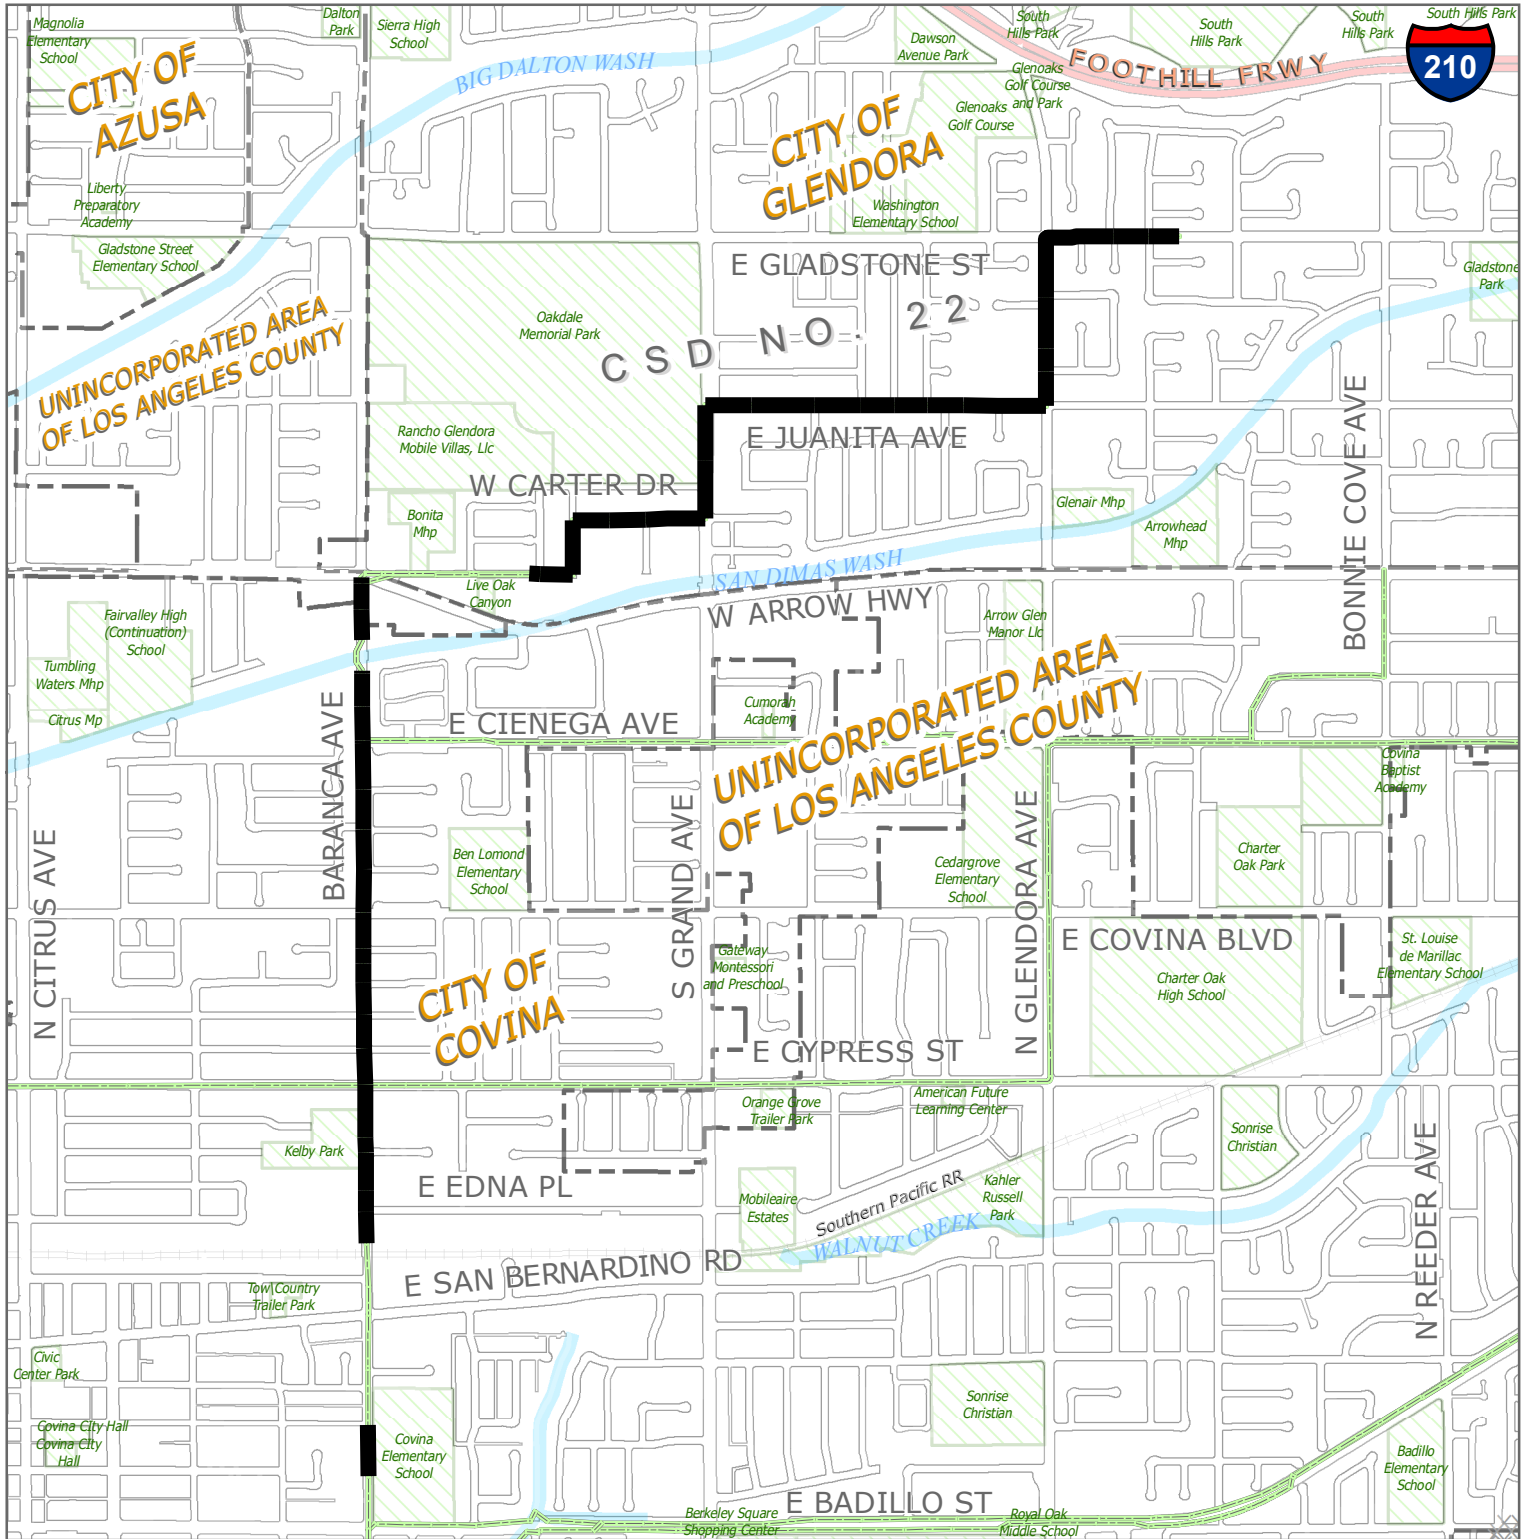 Magnolia
Elementary
School
Dalton
Park
Sierra High
School
BIG DALTON WASH
Dawson
Avenue Park
South
Hills Park
South
Hills Park
South
Hills Park
South Hills Park
FOOTHILL FRWY
210
CITY OF
AZUSA
Glenoaks
Golf Course
and Park
Glenoaks
Golf Course
CITY OF
GLENDORA
Liberty
Preparatory
Academy
Washington
Elementary School
Gladstone Street
Elementary School
E GLADSTONE ST
Gladstone
Park
UNINCORPORATED AREA
OF LOS ANGELES COUNTY
Oakdale
Memorial Park
CSD NO. 22
Rancho Glendora
Mobile Villas, Llc
E JUANITA AVE
W CARTER DR
Bonita
Mhp
Glenair Mhp
Arrowhead
Mhp
BONNIE COVE AVE
SAN DIMAS WASH
Live Oak
Canyon
W ARROW HWY
Fairvalley High
(Continuation)
School
Arrow Glen
Manor Llc
Tumbling
Waters Mhp
Citrus Mp
BARANCA AVE
E CIENEGA AVE
Cumorah
Academy
UNINCORPORATED AREA
OF LOS ANGELES COUNTY
Covina
Baptist
Academy
N CITRUS AVE
Ben Lomond
Elementary
School
S GRAND AVE
Cedargrove
Elementary
School
N GLENDORA AVE
Charter
Oak Park
E COVINA BLVD
St. Louise
de Marillac
Elementary School
CITY OF
COVINA
Gateway
Montessori
and Preschool
Charter Oak
High School
E CYPRESS ST
Orange Grove
Trailer Park
American Future
Learning Center
Kelby Park
Sonrise
Christian
N REEDER AVE
E EDNA PL
Mobileaire
Estates
Southern Pacific RR
Kahler
Russell
Park
WALNUT CREEK
E SAN BERNARDINO RD
Tow|Country
Trailer Park
Civic
Center Park
Covina City Hall
Covina City
Hall
Covina
Elementary
School
Sonrise
Christian
Badillo
Elementary
School
E BADILLO ST
Berkeley Square
Shopping Center
Royal Oak
Middle School